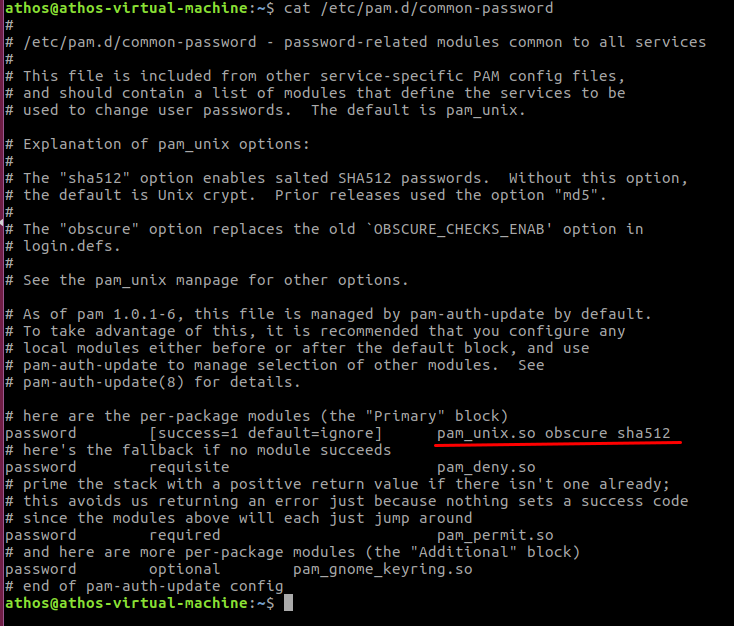 athos@athos-virtual-machine:~$ cat /etc/pam.d/common-password
#
# /etc/pam.d/common-password - password-related modules common to all services
#
# This file is included from other service-specific PAM config files,
# and should contain a list of modules that define the services to be
# used to change user passwords.  The default is pam_unix.

# Explanation of pam_unix options:
#
# The "sha512" option enables salted SHA512 passwords.  Without this option,
# the default is Unix crypt.  Prior releases used the option "md5".
#
# The "obscure" option replaces the old `OBSCURE_CHECKS_ENAB' option in
# login.defs.
#
# See the pam_unix manpage for other options.

# As of pam 1.0.1-6, this file is managed by pam-auth-update by default.
# To take advantage of this, it is recommended that you configure any
# local modules either before or after the default block, and use
# pam-auth-update to manage selection of other modules.  See
# pam-auth-update(8) for details.

# here are the per-package modules (the "Primary" block)
password        [success=1 default=ignore]      pam_unix.so obscure sha512
# here's the fallback if no module succeeds
password        requisite                       pam_deny.so
# prime the stack with a positive return value if there isn't one already;
# this avoids us returning an error just because nothing sets a success code
# since the modules above will each just jump around
password        required                        pam_permit.so
# and here are more per-package modules (the "Additional" block)
password        optional        pam_gnome_keyring.so
# end of pam-auth-update config
athos@athos-virtual-machine:~$